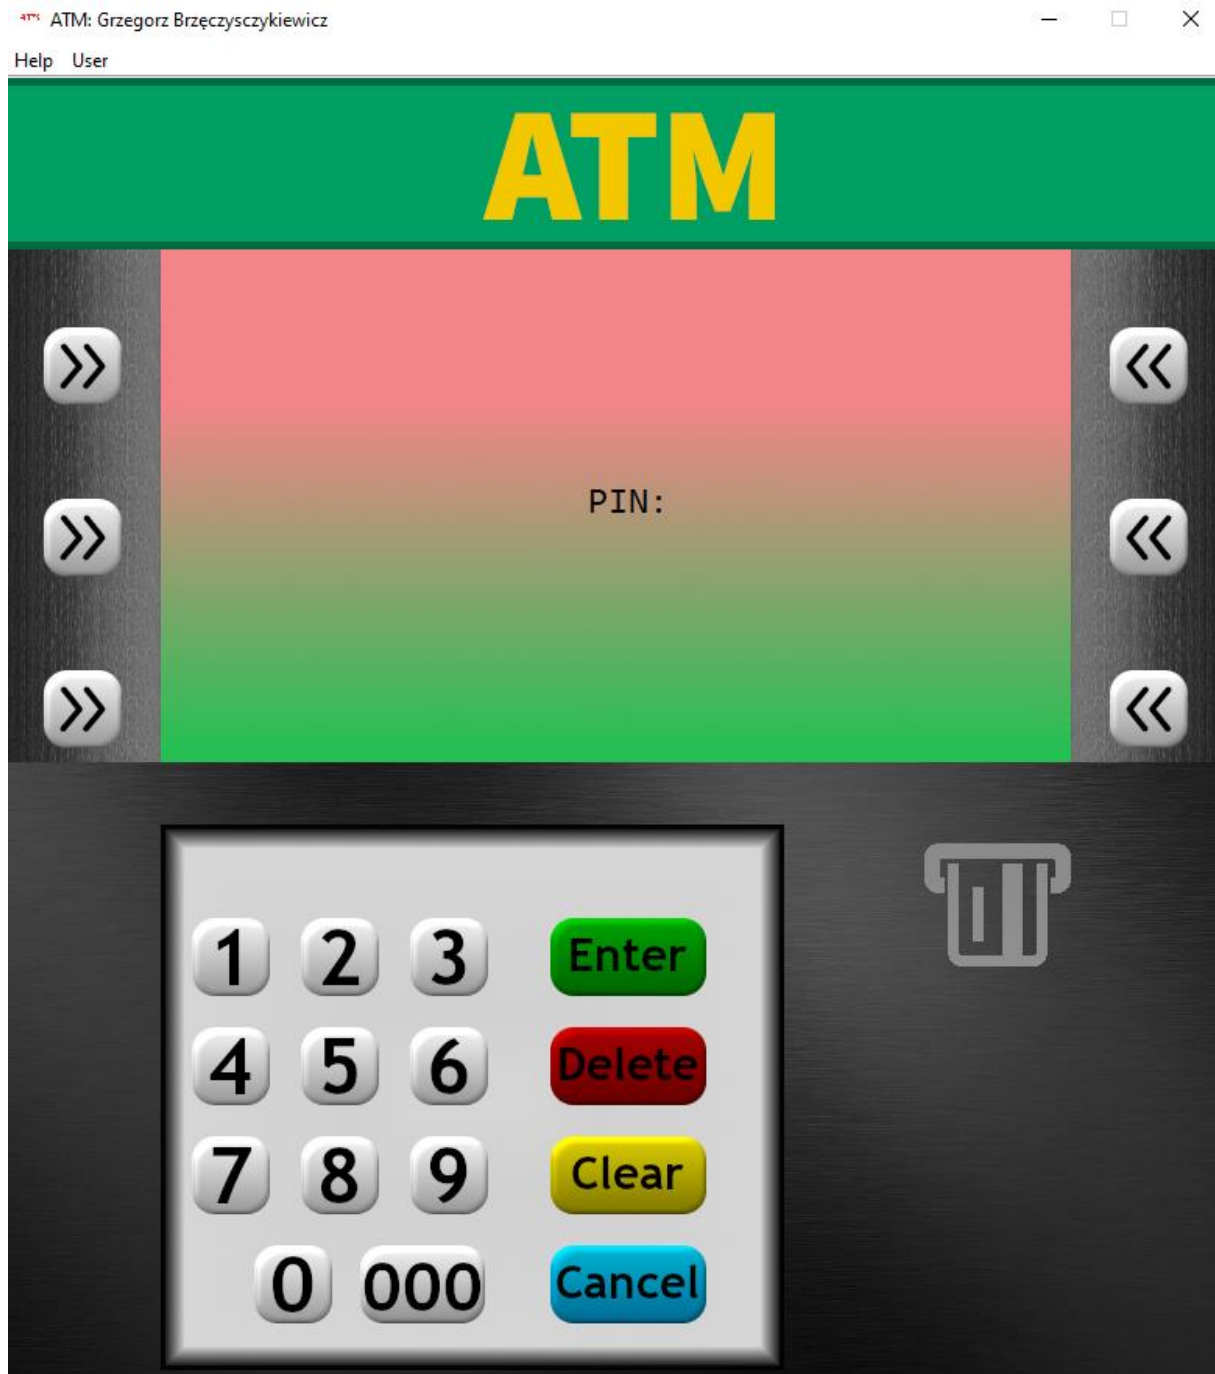 ATM: Grzegorz Brzęczysczykiewicz
Help User
ATM
>> <<
PIN:
>> <<
>> <<
1 2 3 Enter
4 5 6 Delete
7 8 9 Clear
0 000 Cancel